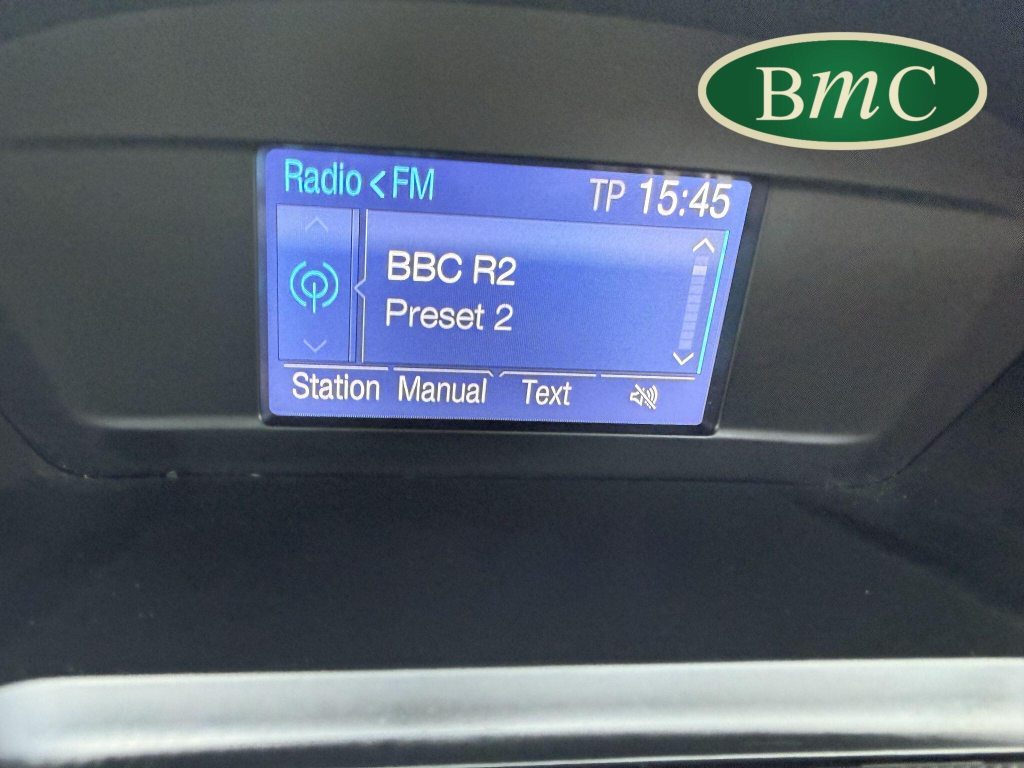 BmC
Radio < FM TP 15:45
BBC R2
Preset 2
Station Manual Text